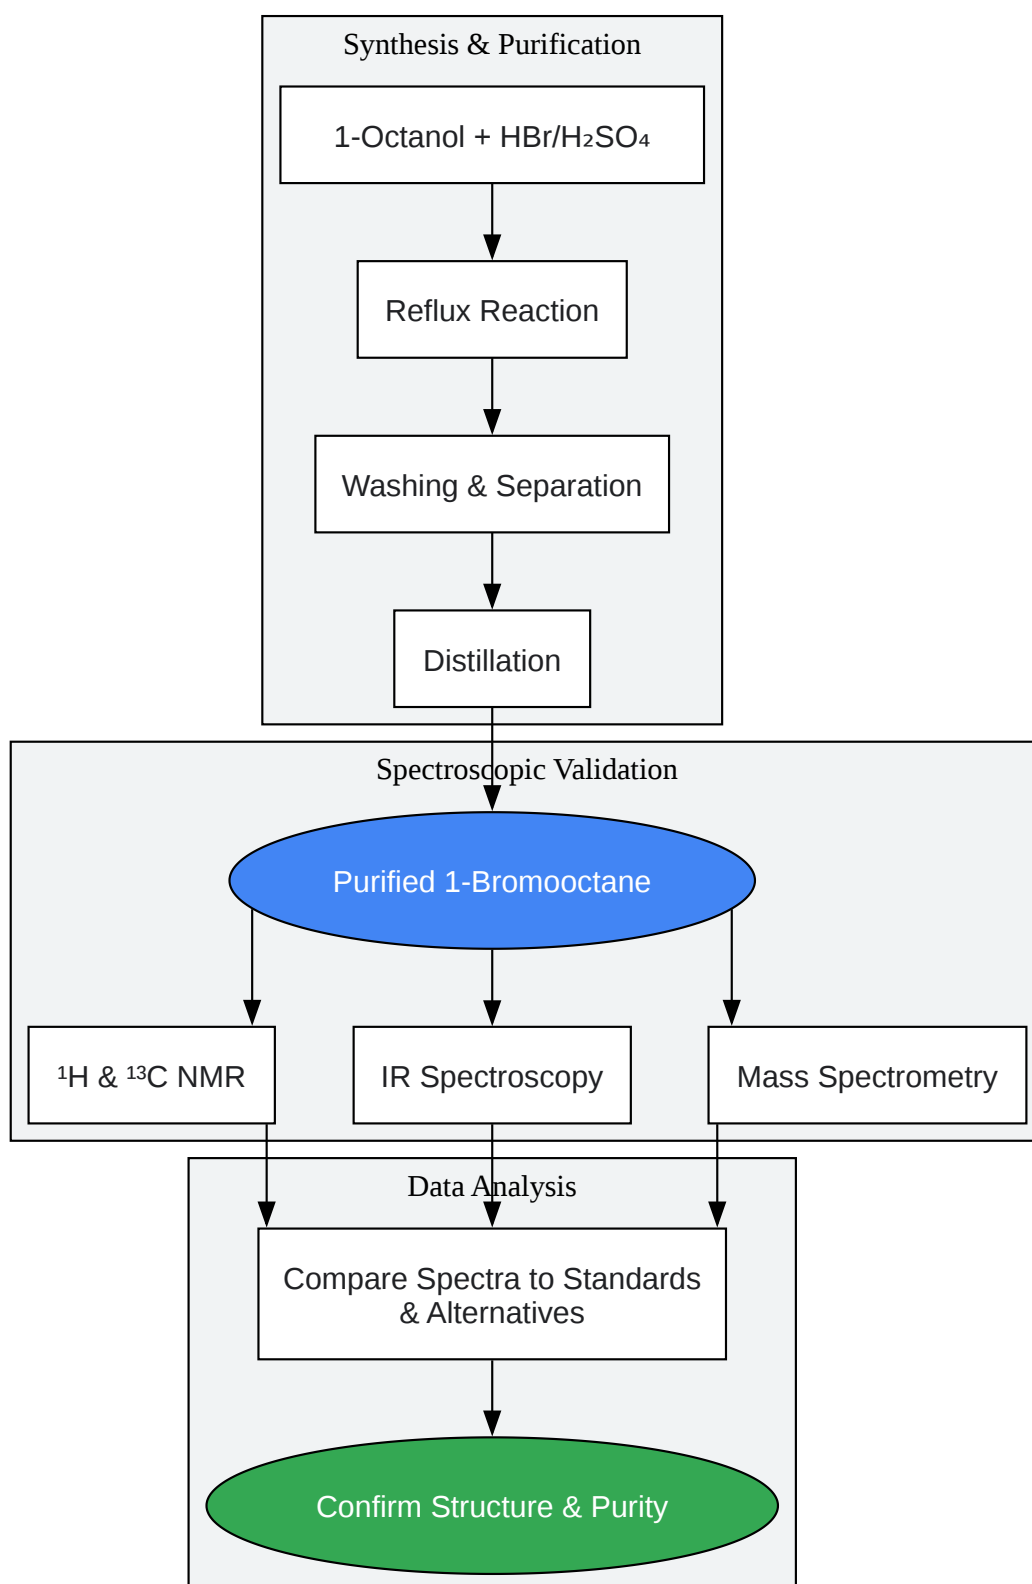 Synthesis & Purification
1-Octanol + HBr/H₂SO₄
Reflux Reaction
Washing & Separation
Distillation
Spectroscopic Validation
Purified 1-Bromooctane
¹H & ¹³C NMR
IR Spectroscopy
Mass Spectrometry
Data Analysis
Compare Spectra to Standards
& Alternatives
Confirm Structure & Purity